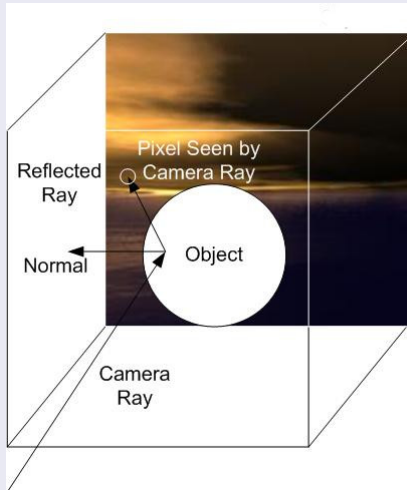 Pixel Seen by
Camera Ray
Reflected
Ray
Object
Normal
Camera
Ray